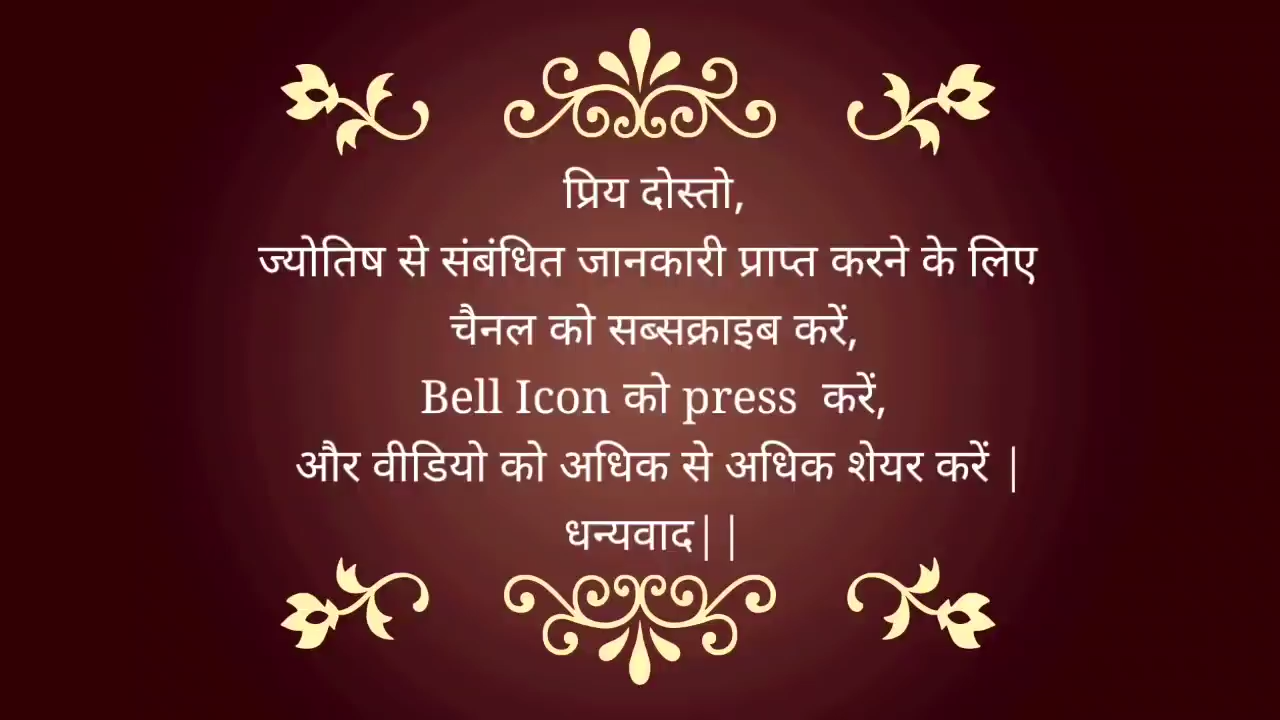 प्रिय दोस्तो,
ज्योतिष से संबंधित जानकारी प्राप्त करने के लिए
चैनल को सब्सक्राइब करें,
Bell Icon को press  करें,
और वीडियो को अधिक से अधिक शेयर करें |
धन्यवाद||